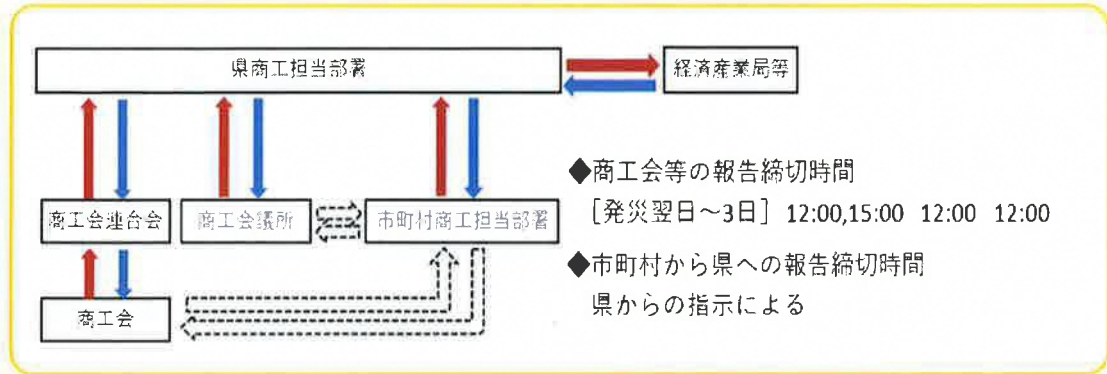 県商工担当部署
経済産業局等
商工会連合会
商工会議所
市町村商工担当部署
商工会
◆商工会等の報告締切時間
［発災翌日～3日］ 12:00,15:00 12:00 12:00
◆市町村から県への報告締切時間
県からの指示による